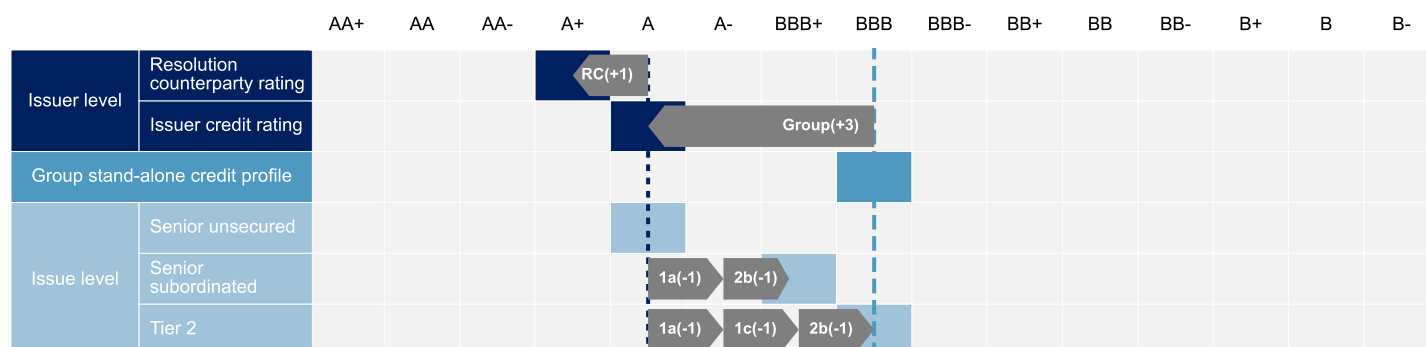 AA+ AA AA- A+ A A- BBB+ BBB BBB- BB+ BB BB- B+ B B-
Issuer level
Resolution
counterparty rating
RC(+1)
Issuer credit rating
Group(+3)
Group stand-alone credit profile
Issue level
Senior unsecured
Senior
subordinated
1a(-1) 2b(-1)
Tier 2
1a(-1) 1c(-1) 2b(-1)